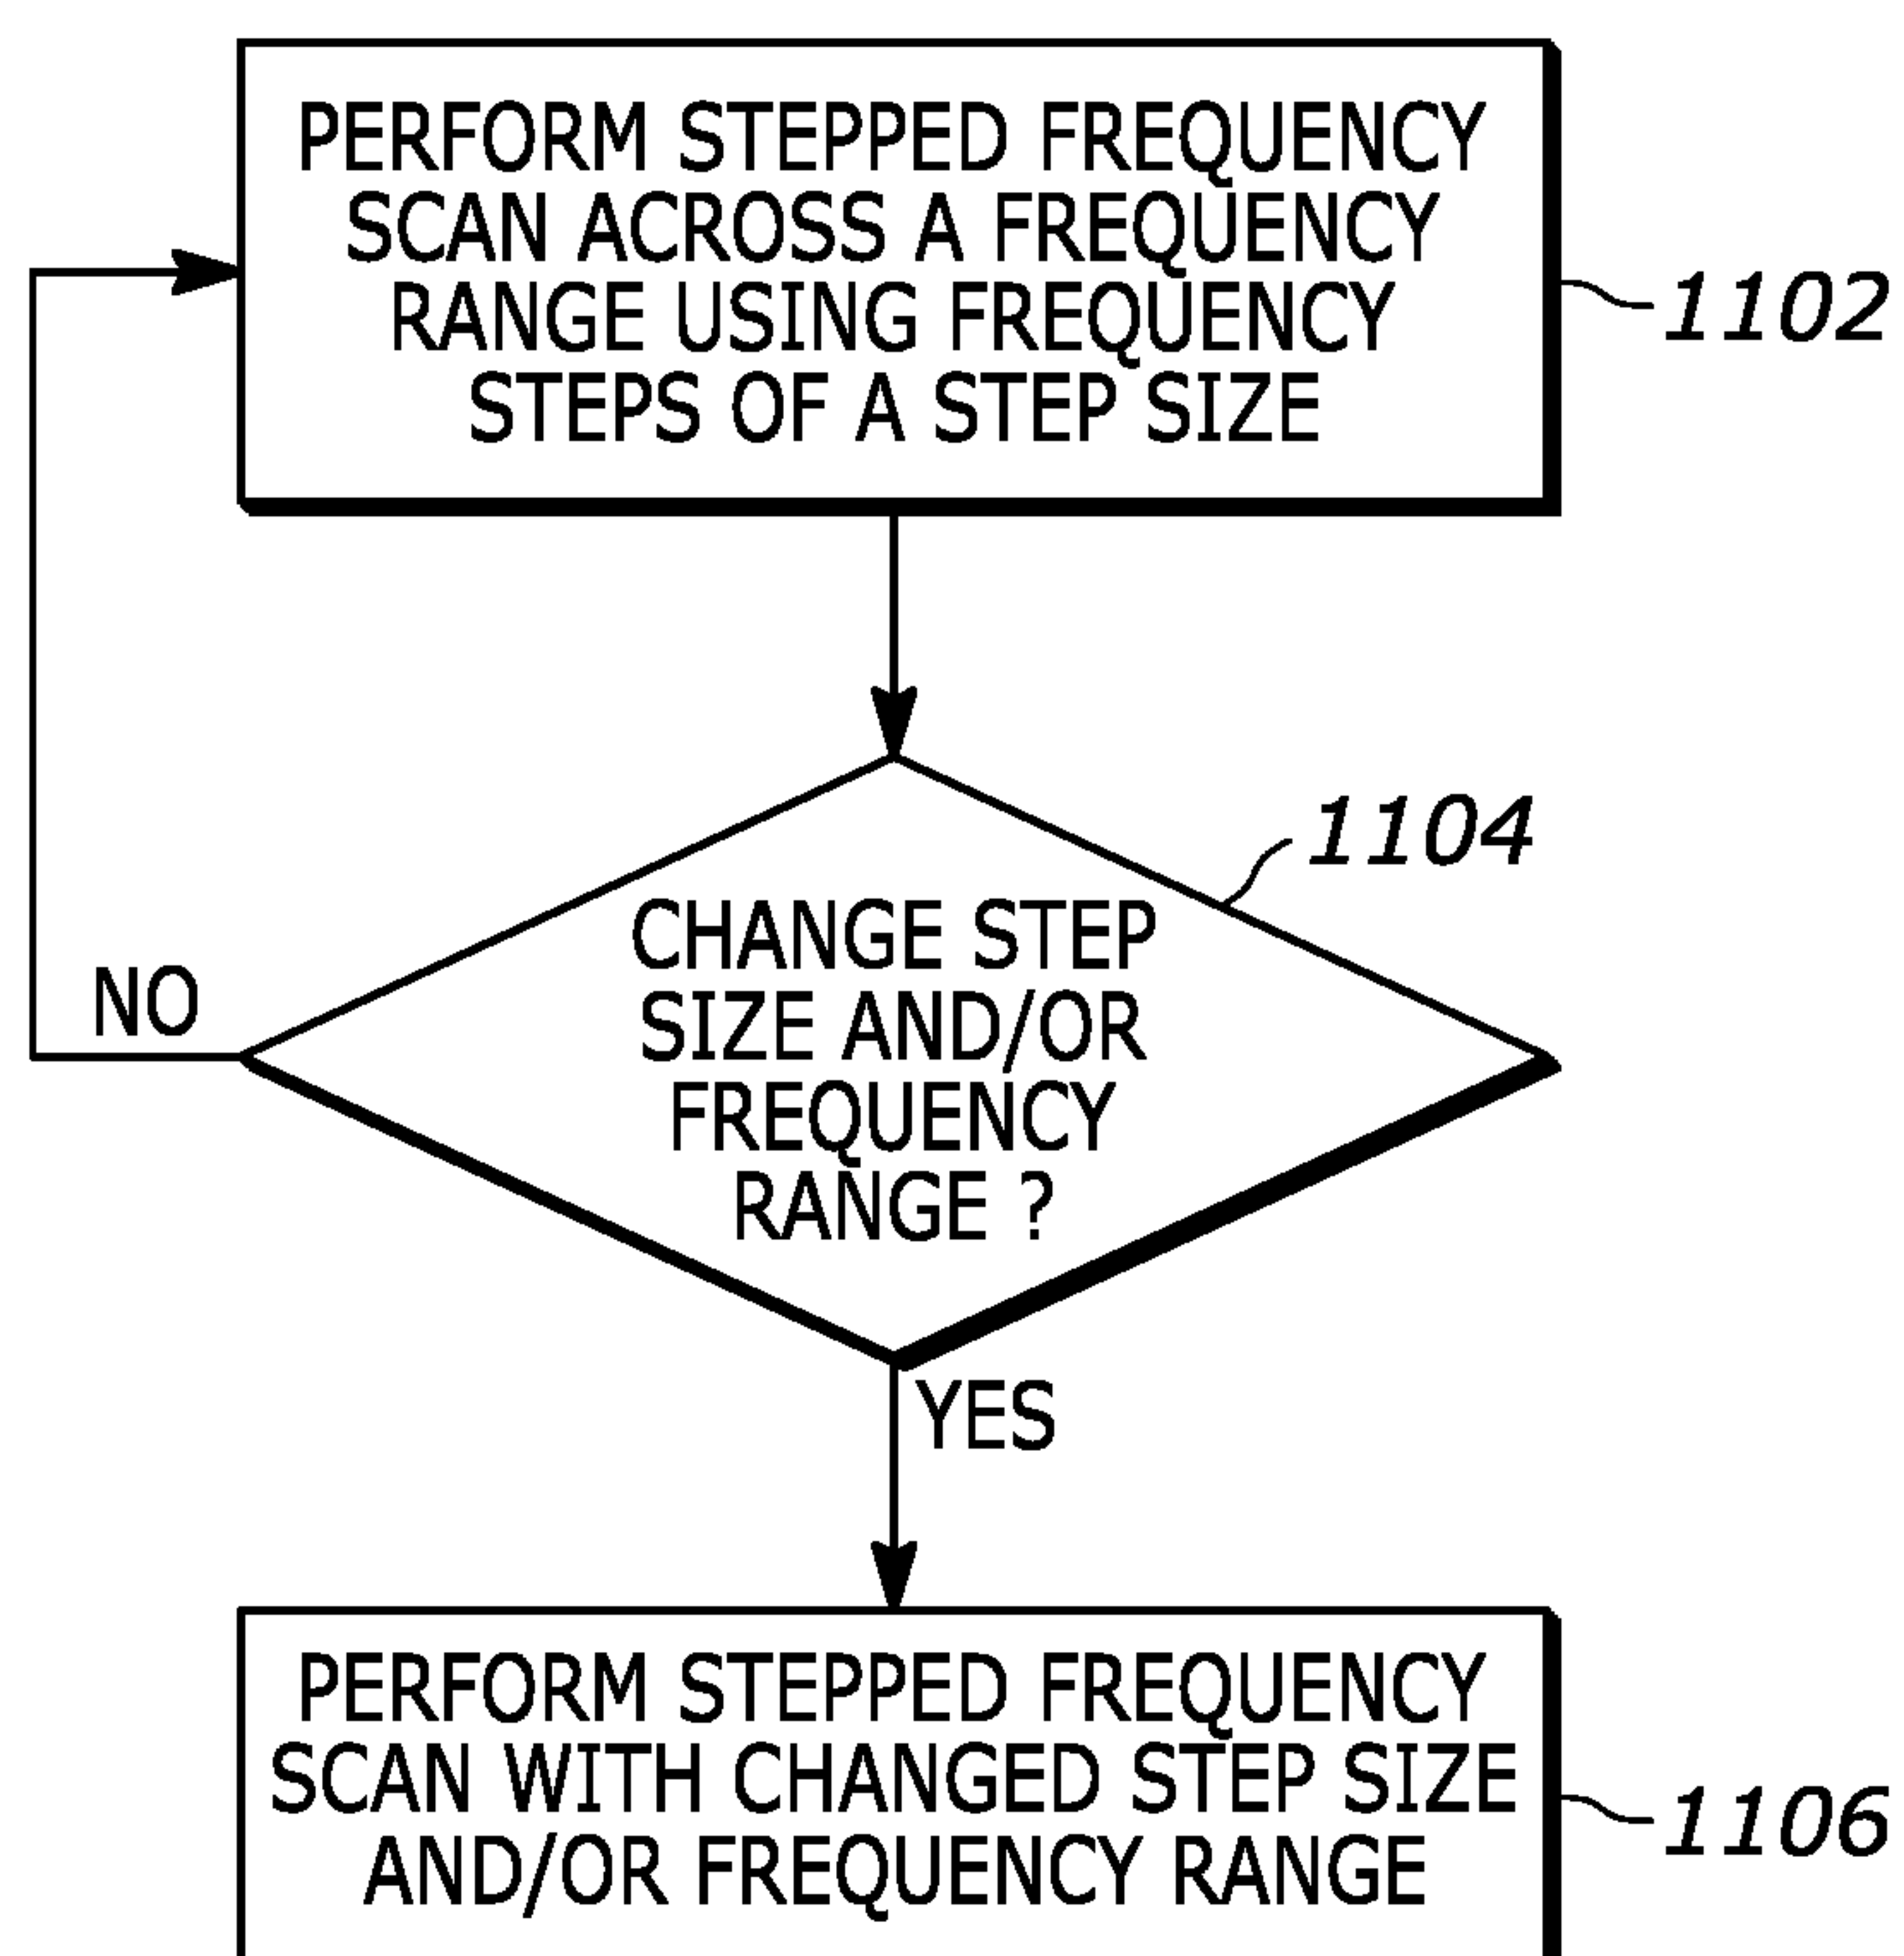 PERFORM STEPPED FREQUENCY
SCAN ACROSS A FREQUENCY
RANGE USING FREQUENCY
STEPS OF A STEP SIZE
1102
1104
CHANGE STEP
SIZE AND/OR
FREQUENCY
RANGE ?
NO
YES
PERFORM STEPPED FREQUENCY
SCAN WITH CHANGED STEP SIZE
AND/OR FREQUENCY RANGE
1106